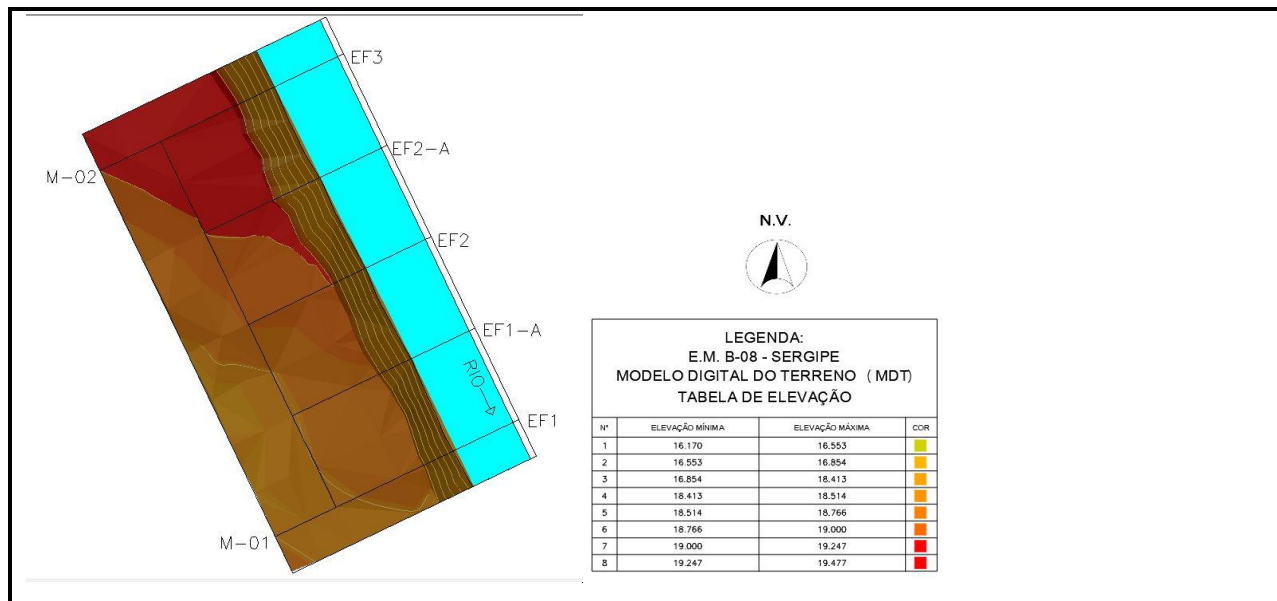 EF3
EF2-A
M-02
EF2
EF1-A
RIO
EF1
M-01
N.V.
LEGENDA:
E.M. B-08 - SERGIPE
MODELO DIGITAL DO TERRENO (MDT)
TABELA DE ELEVAÇÃO
N° ELEVAÇÃO MÍNIMA ELEVAÇÃO MÁXIMA COR
1 16.170 16.553
2 16.553 16.854
3 16.854 18.413
4 18.413 18.514
5 18.514 18.766
6 18.766 19.000
7 19.000 19.247
8 19.247 19.477